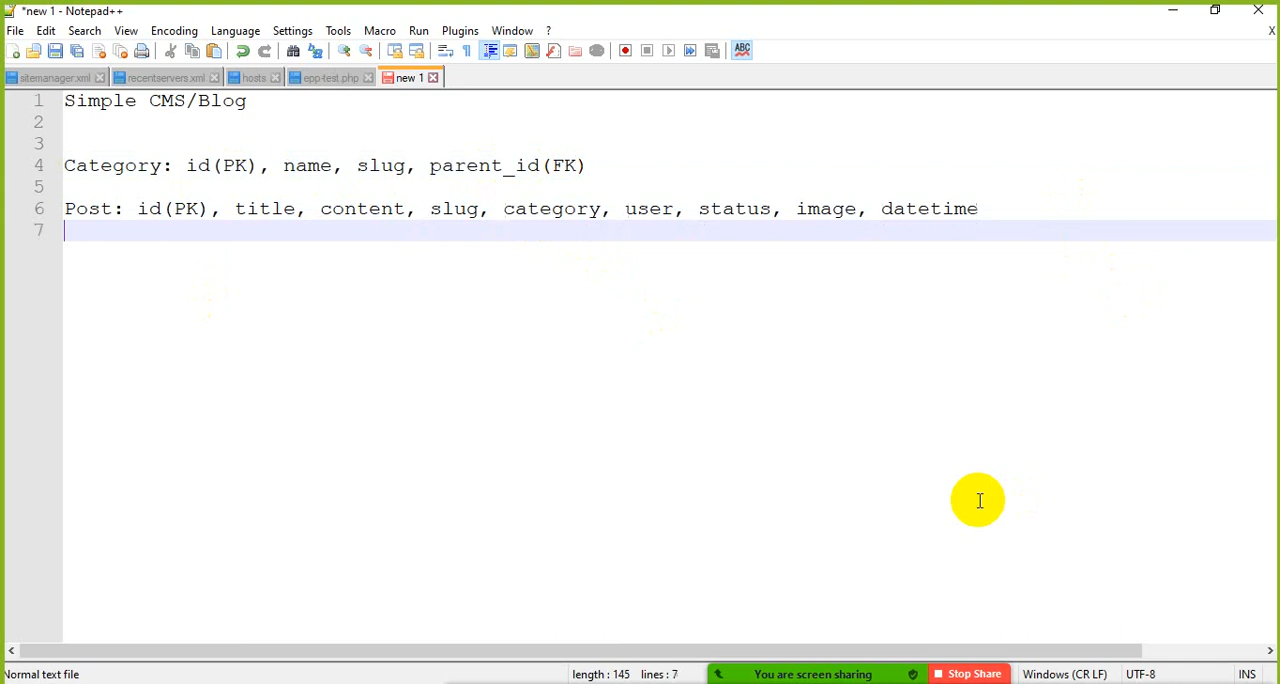 *new 1 - Notepad++
File Edit Search View Encoding Language Settings Tools Macro Run Plugins Window ? X
ABC
sitemanager.xml recentservers.xml hosts epp-test.php new 1
1 Simple CMS/Blog
2
3
4 Category: id(PK), name, slug, parent_id(FK)
5
6 Post: id(PK), title, content, slug, category, user, status, image, datetime
7
Normal text file length : 145 lines : 7 You are screen sharing Stop Share Windows (CR LF) UTF-8 INS